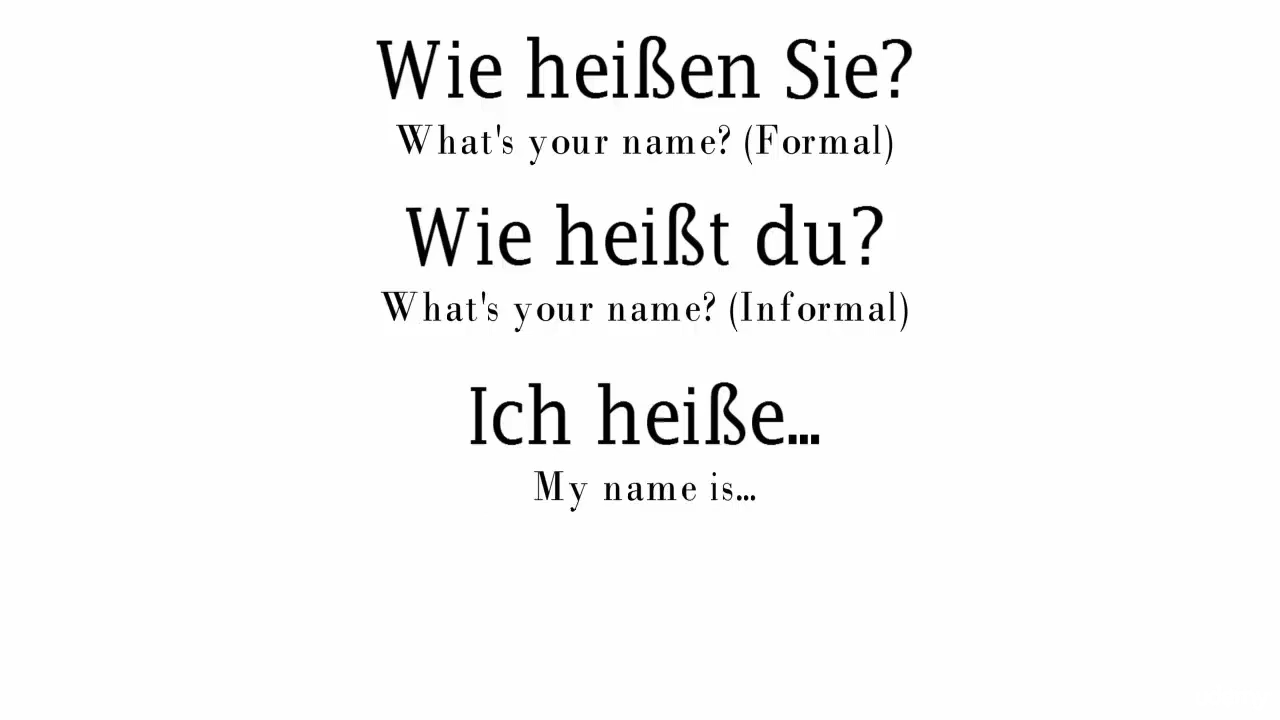 Wie heißen Sie?
What's your name? (Formal)
Wie heißt du?
What's your name? (Informal)
Ich heiße...
My name is...